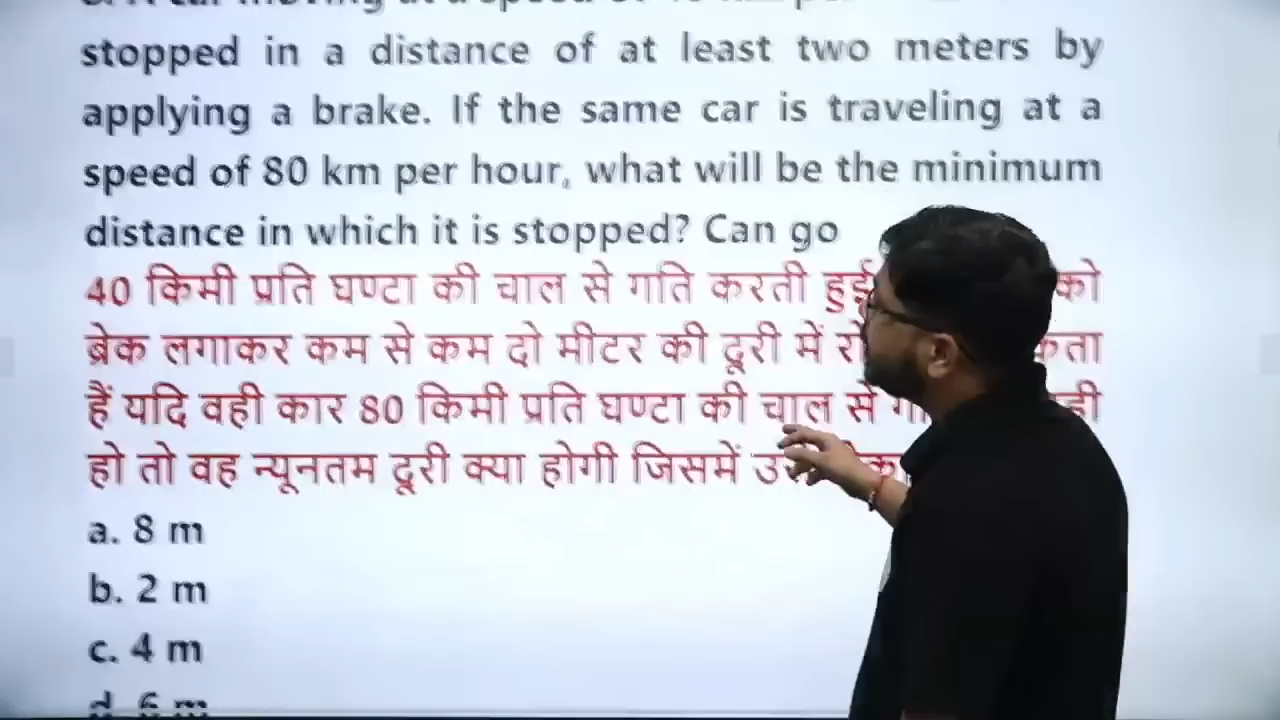 stopped in a distance of at least two meters by
applying a brake. If the same car is traveling at a
speed of 80 km per hour, what will be the minimum
distance in which it is stopped? Can go
40 किमी प्रति घण्टा की चाल से गति करती हुई को
ब्रेक लगाकर कम से कम दो मीटर की दूरी में
हैं यदि वही कार 80 किमी प्रति घण्टा की चाल से
हो तो वह न्यूनतम दूरी क्या होगी जिसमें
a. 8 m
b. 2 m
c. 4 m
d. 6 m